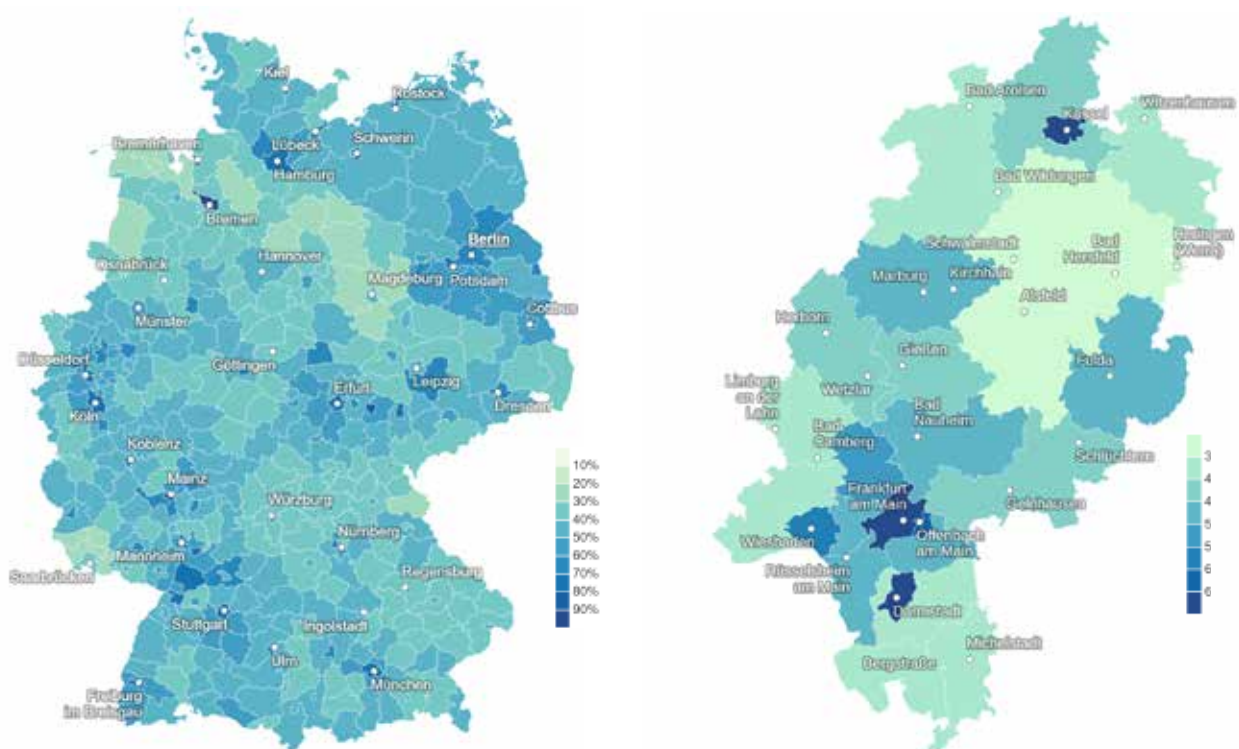 Kiel
Rostock
Bremerhaven
Lübeck
Schwerin
Hamburg
Bremen
Berlin
Hannover
Osnabrück
Magdeburg
Potsdam
Cottbus
Münster
Düsseldorf
Göttingen
Leipzig
Erfurt
Dresden
Köln
Koblenz
Mainz
Würzburg
Nürnberg
Mannheim
Saarbrücken
Regensburg
Stuttgart
Ingolstadt
Ulm
München
Freiburg
im Breisgau
10%
20%
30%
40%
50%
60%
70%
80%
90%
Bad Arolsen
Kassel
Witzenhausen
Bad Wildungen
Schwalmstadt
Bad
Hersfeld
(Werra)
Marburg
Kirchhain
Alsfeld
Herborn
Gießen
Fulda
Wetzlar
Limburg
an der
Lahn
Bad
Nauheim
Bad
Camberg
Schlüchtern
Frankfurt
am Main
Gelnhausen
Wiesbaden
Offenbach
am Main
Rüsselsheim
am Main
Darmstadt
Michelstadt
Bergstraße
3
4
4
5
5
6
6